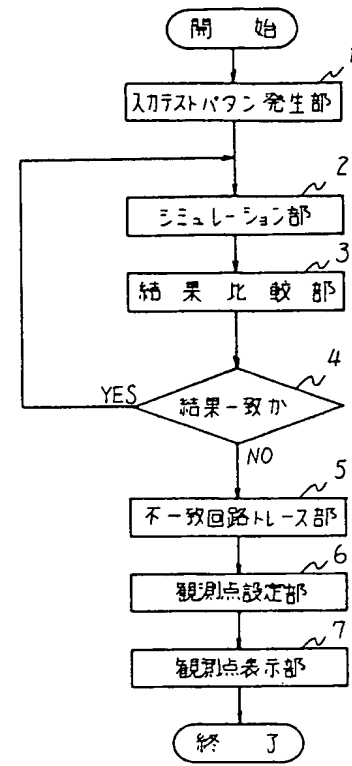 開 始
1
入力テストパタン発生部
2
シミュレーション部
3
結果比較部
4
結果一致か
YES
NO
5
不一致回路トレース部
6
観測点設定部
7
観測点表示部
終 了